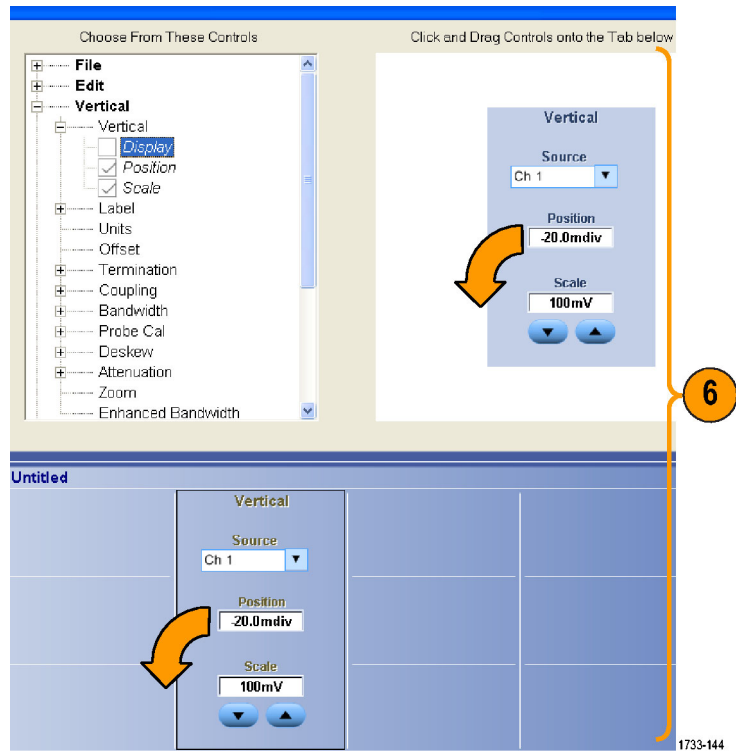 Choose From These Controls
Click and Drag Controls onto the Tab below
File
Edit
Vertical
Vertical
Display
Position
Scale
Label
Units
Offset
Termination
Coupling
Bandwidth
Probe Cal
Deskew
Attenuation
Zoom
Enhanced Bandwidth
Vertical
Source
Ch 1
Position
-20.0mdiv
Scale
100mV
6
Untitled
Vertical
Source
Ch 1
Position
-20.0mdiv
Scale
100mV
1733-144